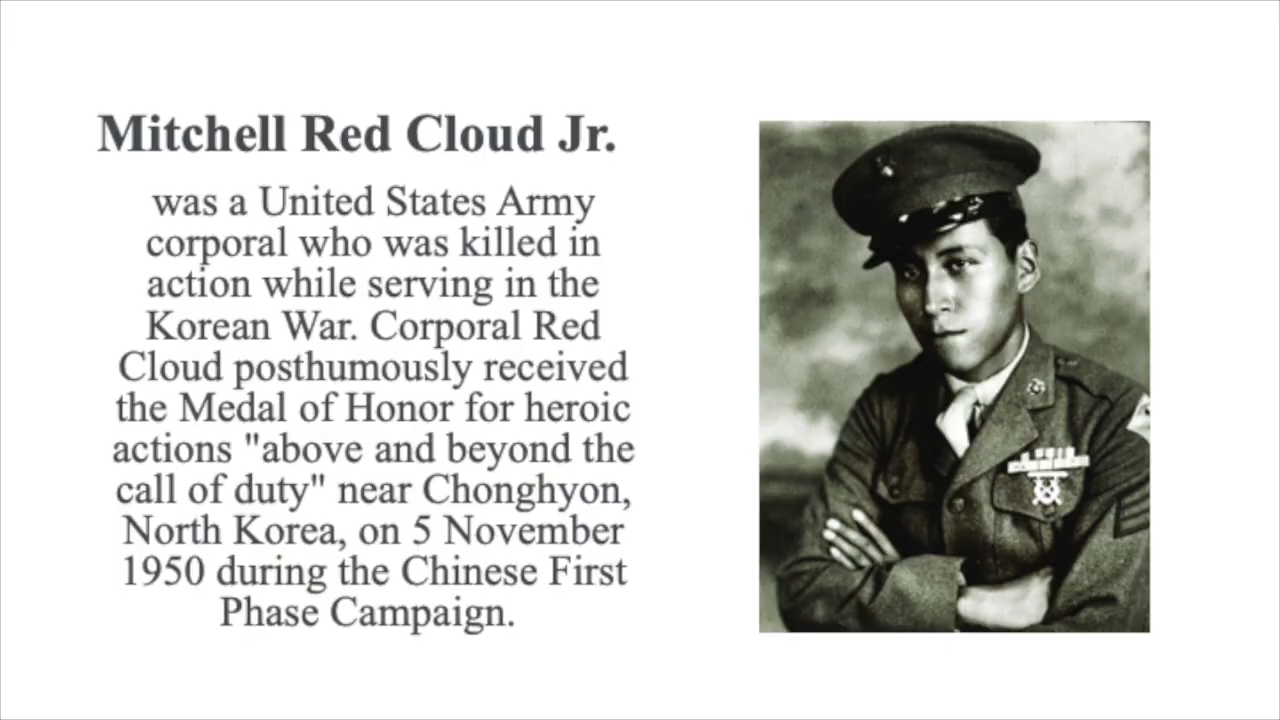 Mitchell Red Cloud Jr.
was a United States Army
corporal who was killed in
action while serving in the
Korean War. Corporal Red
Cloud posthumously received
the Medal of Honor for heroic
actions "above and beyond the
call of duty" near Chonghyon,
North Korea, on 5 November
1950 during the Chinese First
Phase Campaign.